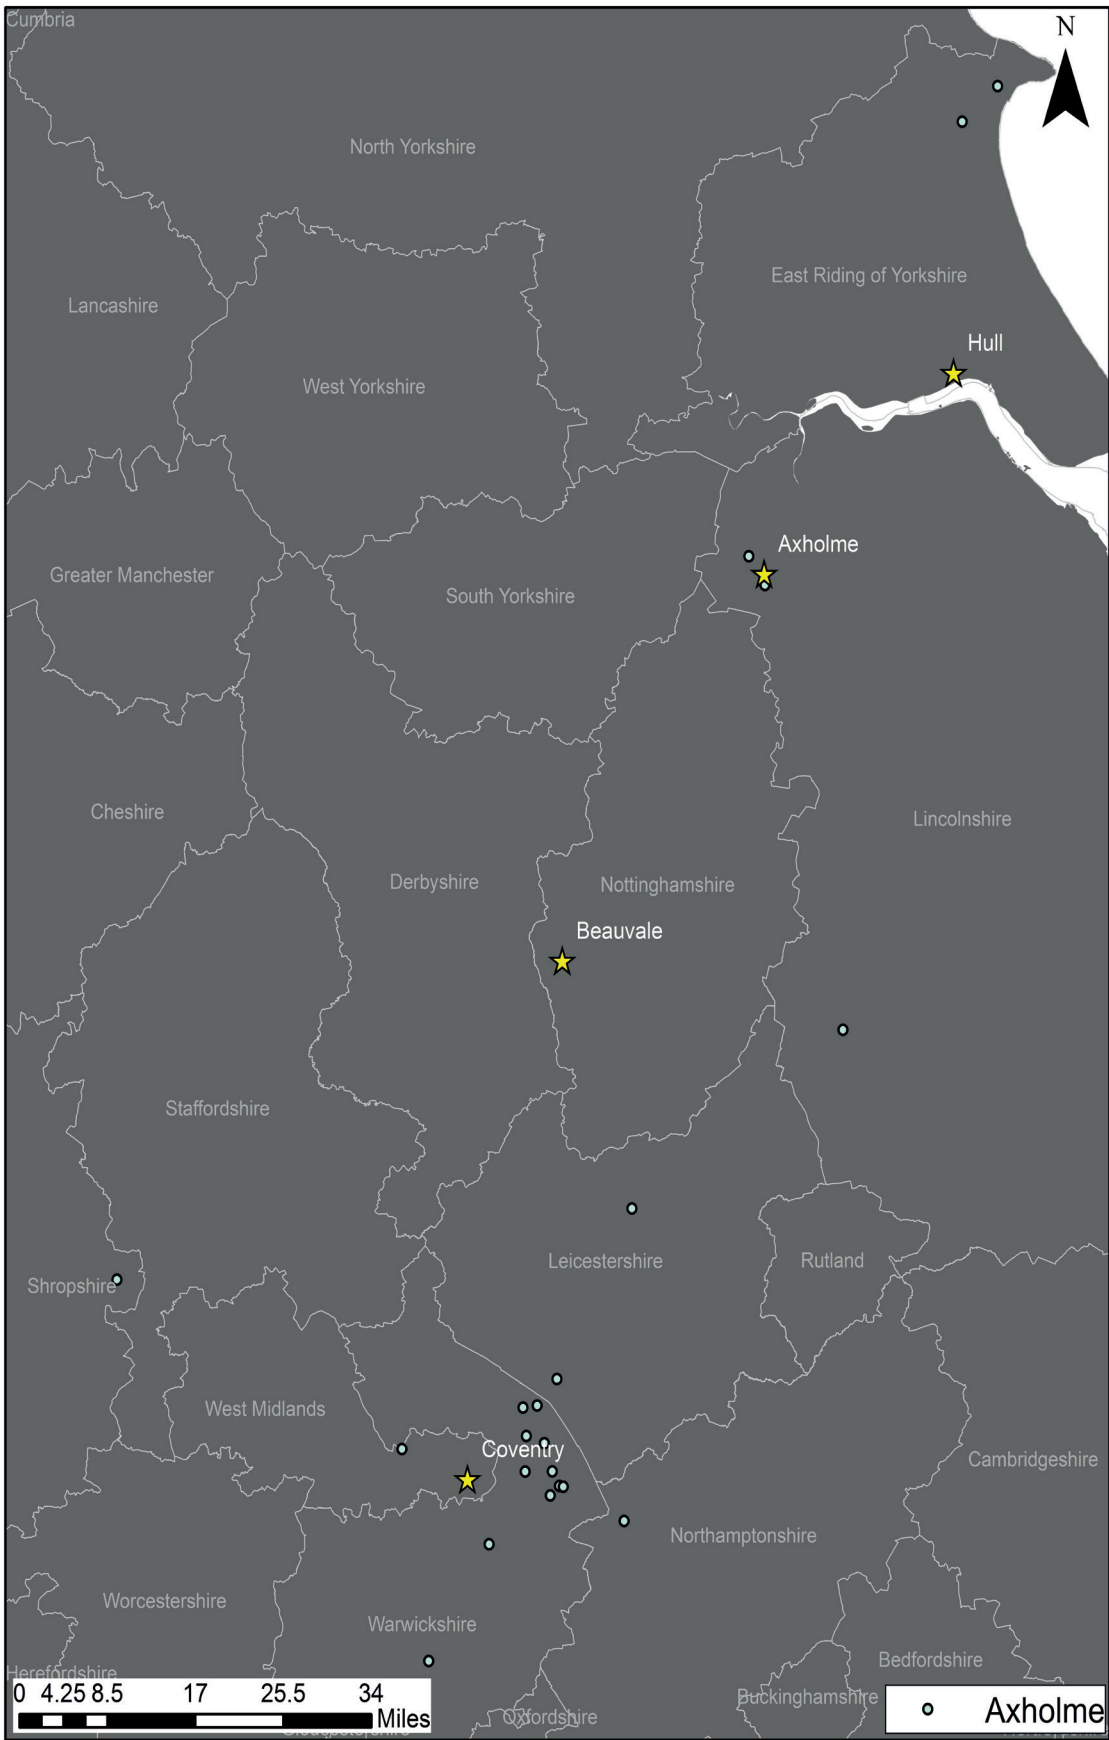 Cumbria
N
North Yorkshire
East Riding of Yorkshire
Lancashire
Hull
West Yorkshire
Axholme
Greater Manchester
South Yorkshire
Cheshire
Lincolnshire
Derbyshire
Nottinghamshire
Beauvale
Staffordshire
Leicestershire
Rutland
Shropshire
West Midlands
Coventry
Cambridgeshire
Northamptonshire
Worcestershire
Warwickshire
Bedfordshire
Herefordshire
Buckinghamshire
0 4.25 8.5 17 25.5 34
Miles
Oxfordshire
Axholme